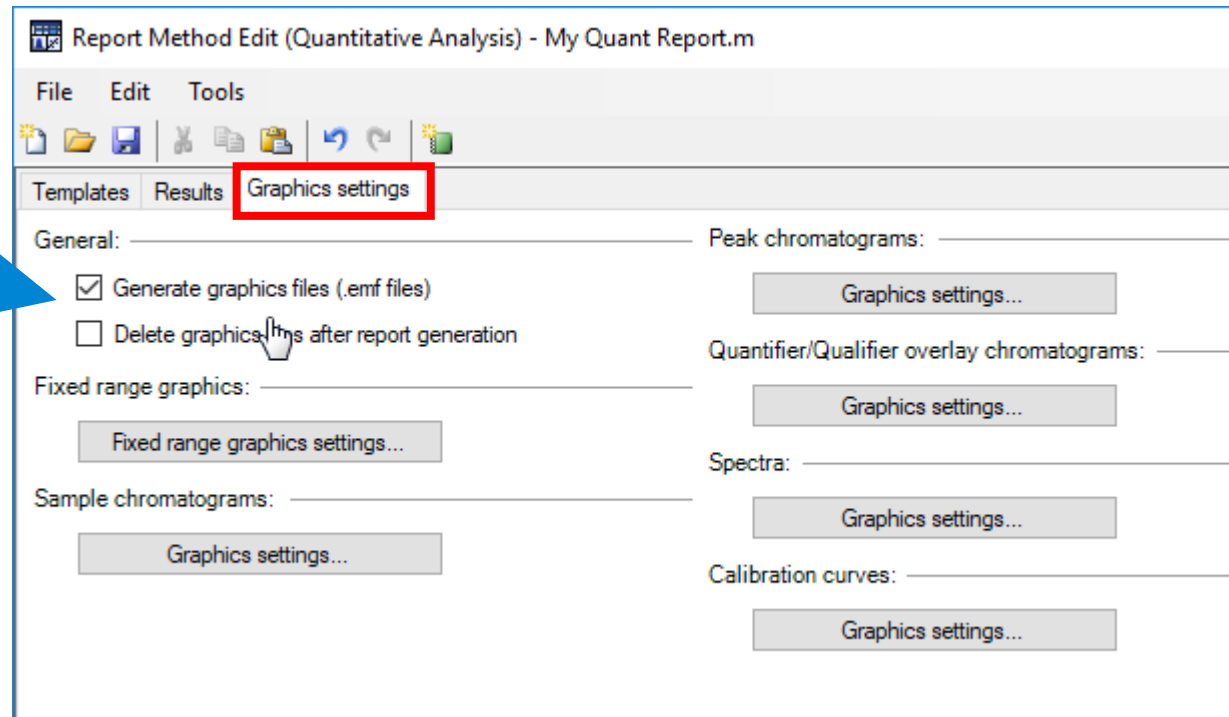 Report Method Edit (Quantitative Analysis) - My Quant Report.m
File Edit Tools
Templates Results Graphics settings
General:
Generate graphics files (.emf files)
Delete graphics after report generation
Fixed range graphics:
Fixed range graphics settings...
Sample chromatograms:
Graphics settings...
Peak chromatograms:
Graphics settings...
Quantifier/Qualifier overlay chromatograms:
Graphics settings...
Spectra:
Graphics settings...
Calibration curves:
Graphics settings...